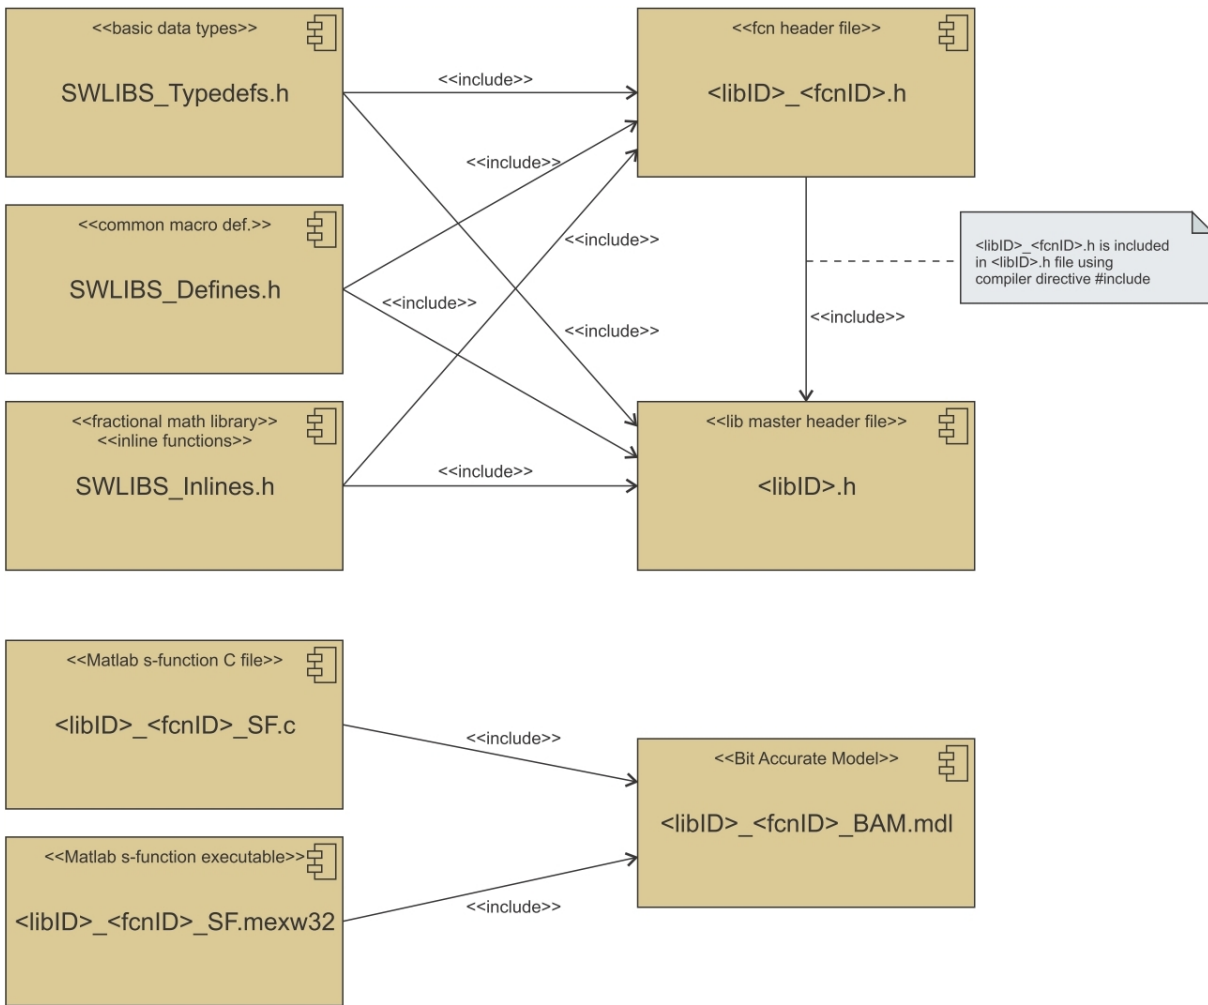 <<basic data types>>
SWLIBS_Typedefs.h
<<include>>
<<fcn header file>>
<libID>_<fcnID>.h
<<include>>
<<common macro def.>>
SWLIBS_Defines.h
<<include>>
<<include>>
<<include>>
<libID>_<fcnID>.h is included
in <libID>.h file using
compiler directive #include
<<include>>
<<fractional math library>>
<<inline functions>>
SWLIBS_Inlines.h
<<include>>
<<lib master header file>>
<libID>.h
<<Matlab s-function C file>>
<libID>_<fcnID>_SF.c
<<include>>
<<Bit Accurate Model>>
<libID>_<fcnID>_BAM.mdl
<<Matlab s-function executable>>
<libID>_<fcnID>_SF.mexw32
<<include>>